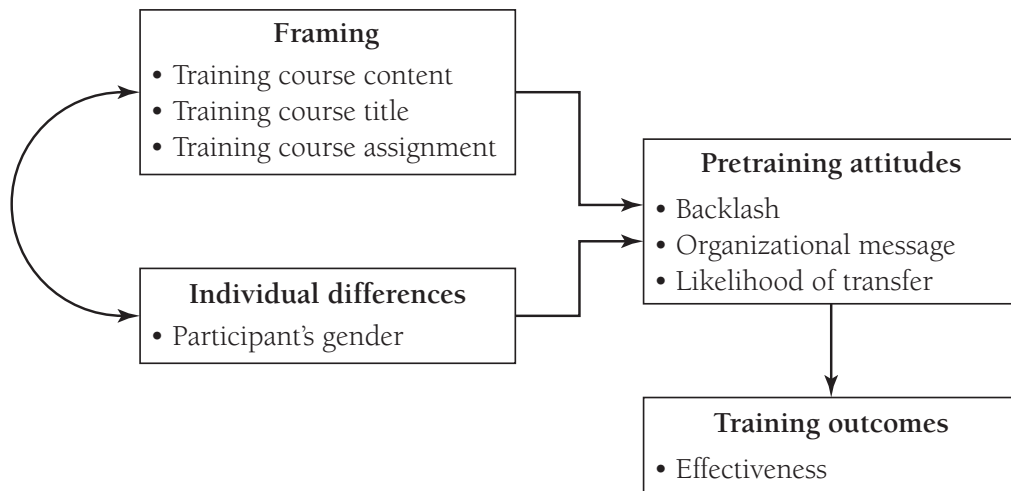 Framing
• Training course content
• Training course title
• Training course assignment
Individual differences
• Participant's gender
Pretraining attitudes
• Backlash
• Organizational message
• Likelihood of transfer
Training outcomes
• Effectiveness